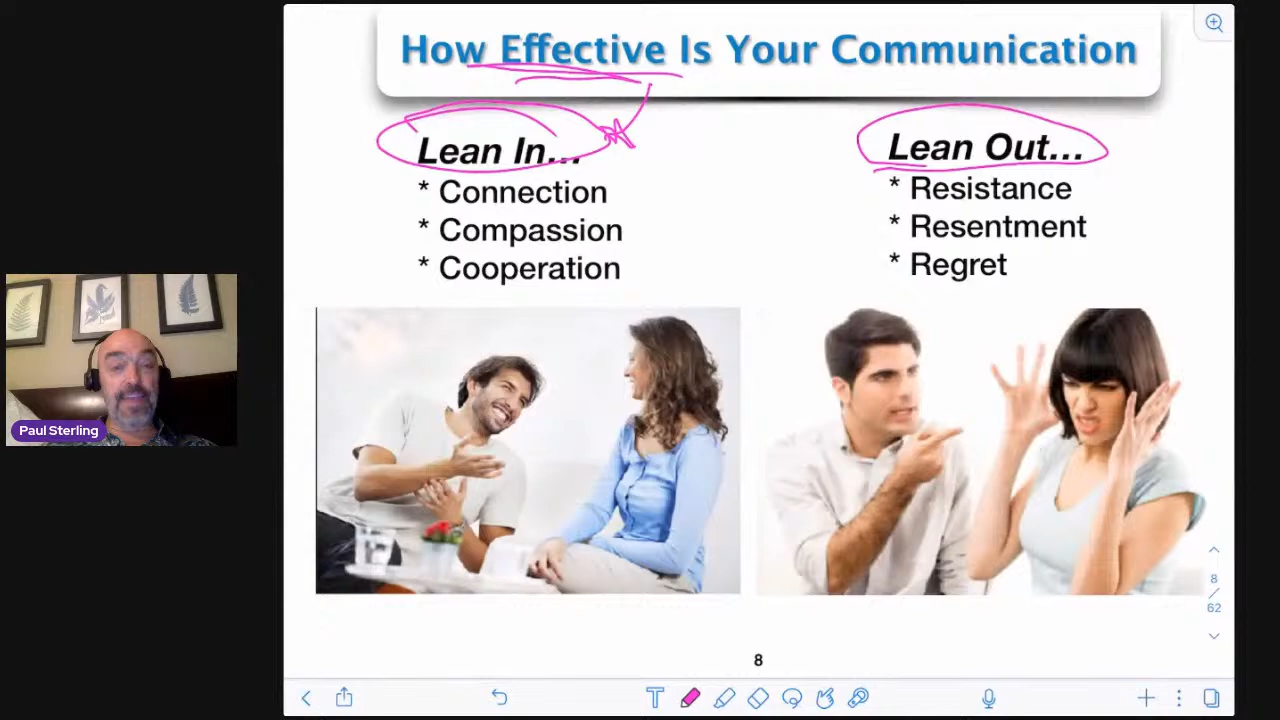 How Effective Is Your Communication
Lean In...
* Connection
* Compassion
* Cooperation
Lean Out...
* Resistance
* Resentment
* Regret
Paul Sterling
8
/
62
8
T